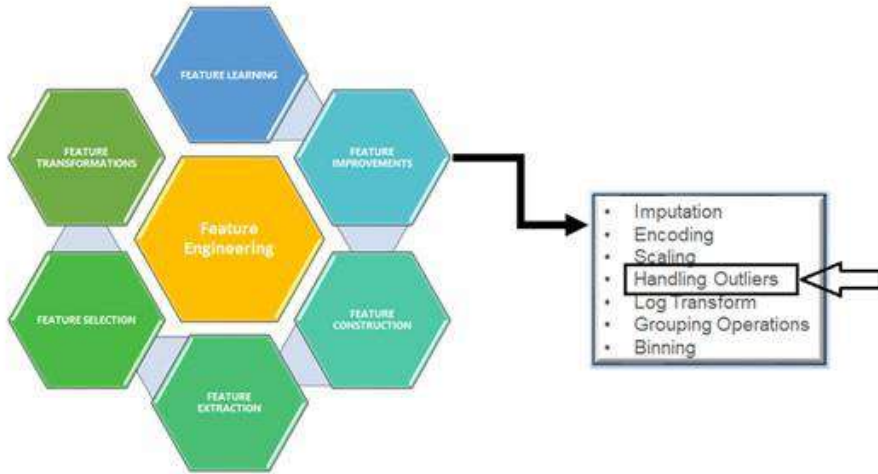 FEATURE LEARNING
FEATURE
IMPROVEMENTS
FEATURE
CONSTRUCTION
FEATURE
EXTRACTION
FEATURE SELECTION
FEATURE
TRANSFORMATIONS
Feature
Engineering
• Imputation
• Encoding
• Scaling
• Handling Outliers
• Log Transform
• Grouping Operations
• Binning